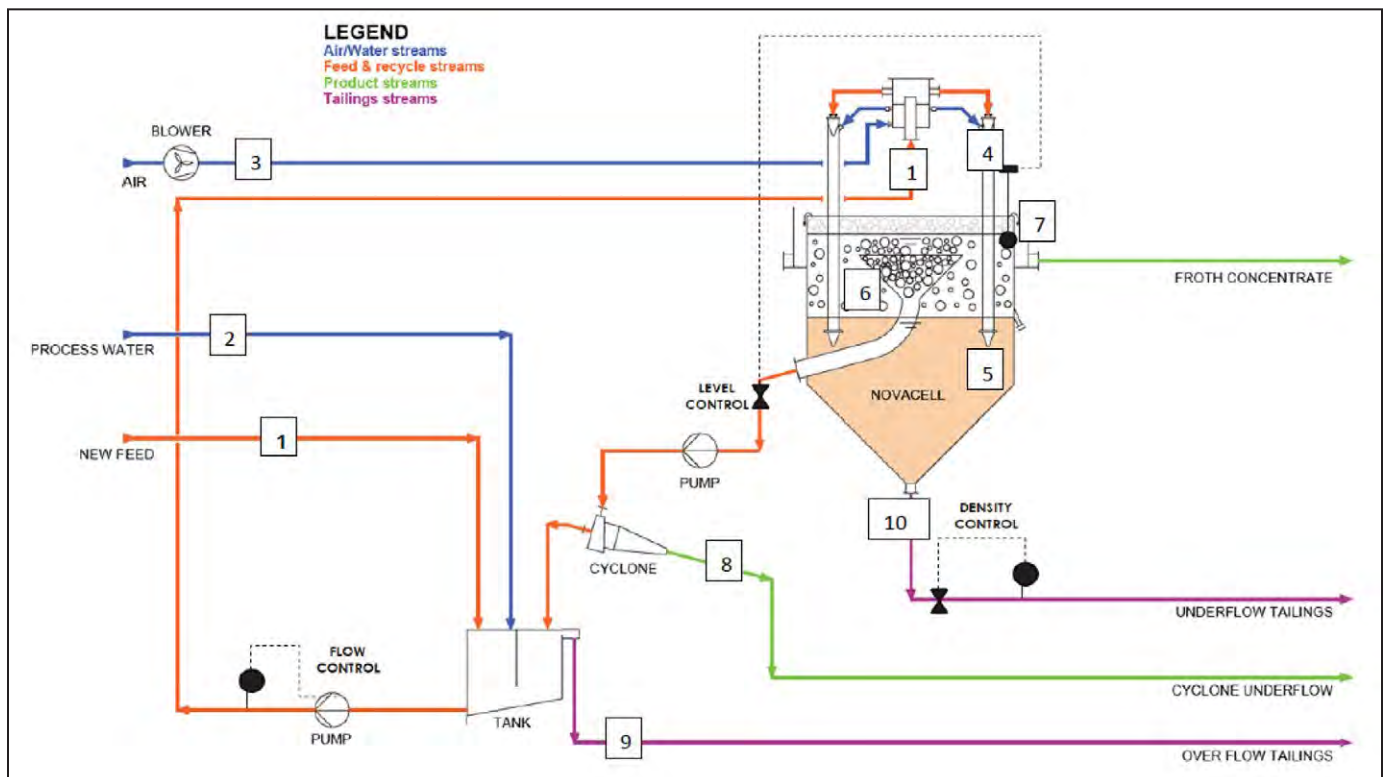 LEGEND
Air/Water streams
Feed & recycle streams
Product streams
Tailings streams
BLOWER
3
AIR
4
1
7
FROTH CONCENTRATE
6
2
PROCESS WATER
5
LEVEL
CONTROL
NOVACELL
1
NEW FEED
PUMP
10
DENSITY
CONTROL
8
CYCLONE
UNDERFLOW TAILINGS
FLOW
CONTROL
CYCLONE UNDERFLOW
TANK
PUMP
9
OVER FLOW TAILINGS